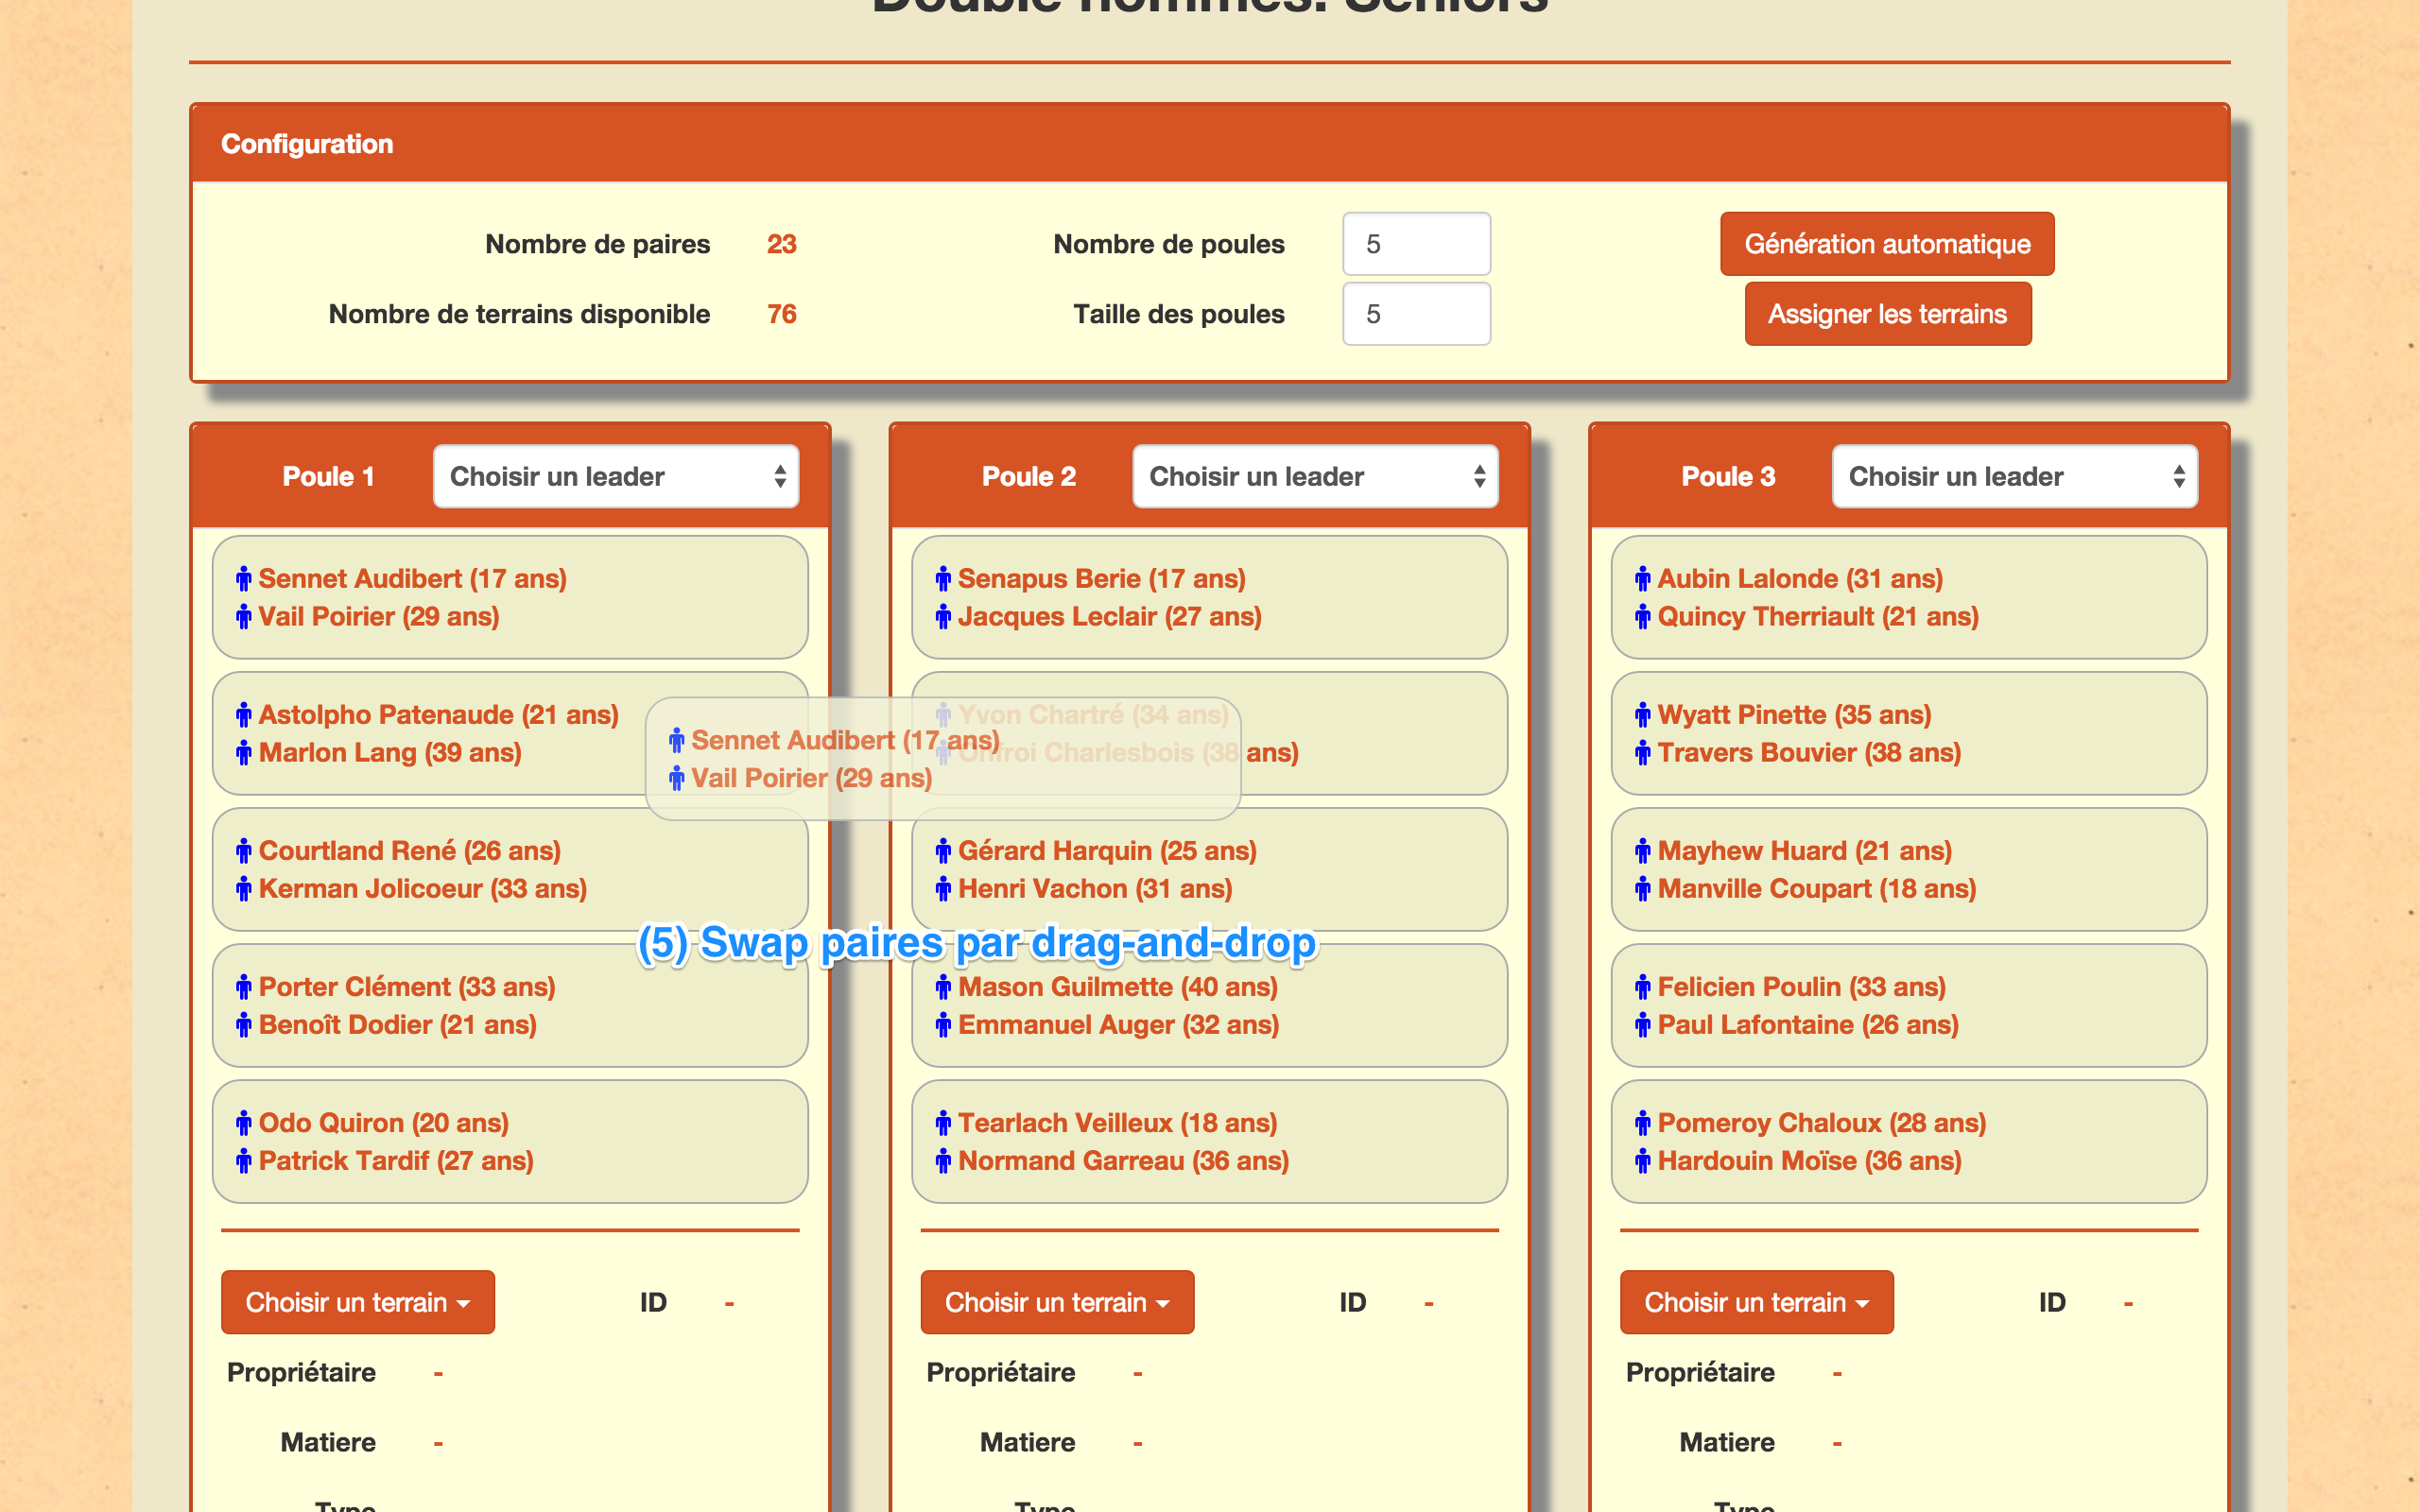 Double hommes: Séniors
Configuration
Nombre de paires 23 Nombre de poules 5 Génération automatique
Nombre de terrains disponible 76 Taille des poules 5 Assigner les terrains
Poule 1 Choisir un leader
Sennet Audibert (17 ans)
Vail Poirier (29 ans)
Astolpho Patenaude (21 ans)
Marlon Lang (39 ans)
Courtland René (26 ans)
Kerman Jolicoeur (33 ans)
Porter Clément (33 ans)
Benoît Dodier (21 ans)
Odo Quiron (20 ans)
Patrick Tardif (27 ans)
Choisir un terrain ID -
Propriétaire -
Matiere -
Type
Sennet Audibert (17 ans)
Vail Poirier (29 ans)
(5) Swap paires par drag-and-drop
Poule 2 Choisir un leader
Senapus Berie (17 ans)
Jacques Leclair (27 ans)
Yvon Chartré (34 ans)
Onfroi Charlesbois (38 ans)
Gérard Harquin (25 ans)
Henri Vachon (31 ans)
Mason Guilmette (40 ans)
Emmanuel Auger (32 ans)
Tearlach Veilleux (18 ans)
Normand Garreau (36 ans)
Choisir un terrain ID -
Propriétaire -
Matiere -
Type
Poule 3 Choisir un leader
Aubin Lalonde (31 ans)
Quincy Therriault (21 ans)
Wyatt Pinette (35 ans)
Travers Bouvier (38 ans)
Mayhew Huard (21 ans)
Manville Coupart (18 ans)
Felicien Poulin (33 ans)
Paul Lafontaine (26 ans)
Pomeroy Chaloux (28 ans)
Hardouin Moïse (36 ans)
Choisir un terrain ID -
Propriétaire -
Matiere -
Type